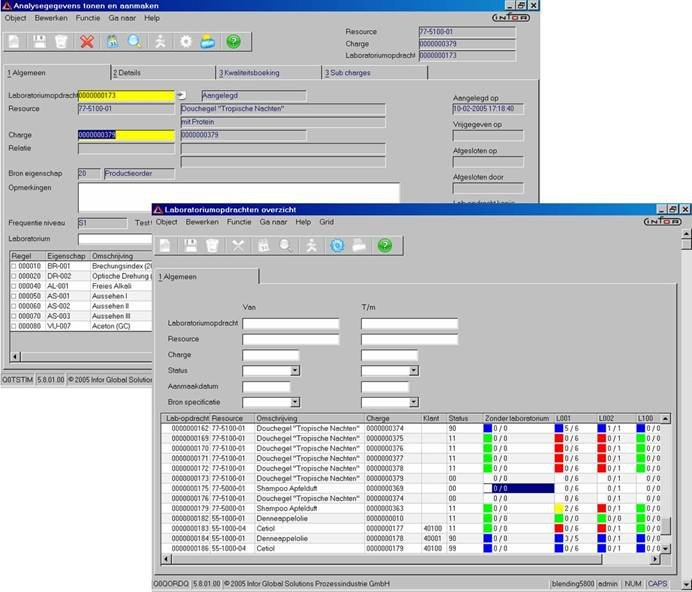 Analysegegevens tonen en aanmaken
Object Bewerken Functie Ga naar Help
infor
Resource 77-5100-01
Charge 0000000379
Laboratoriumopdracht 0000000173
1 Algemeen 2 Details 3 Kwaliteitsboeking 3 Sub charges
Laboratoriumopdracht 0000000173 Aangelegd
Aangelegd op
Resource 77-5100-01 Douchegel "Tropische Nachten"
10-02-2005 17:18:40
mit Protein
Vrijgegeven op
Charge 0000000379 0000000379
Relatie
Afgesloten op
Bron eigenschap 20 Productieorder
Afgesloten door
Opmerkingen
Frequentie niveau S1
Laboratorium
Regel Eigenschap Omschrijving
000010 BR-001 Brechungsindex (20
000020 DR-002 Optische Drehung (
000040 AL-001 Freies Alkali
000050 AS-001 Aussehen I
000060 AS-002 Aussehen II
000070 AS-003 Aussehen III
000080 VU-007 Aceton (GC)
Q0TSTIM 5.8.01.00 © 2005 Infor Global Solutions
Laboratoriumopdrachten overzicht
Object Bewerken Functie Ga naar Help Grid
infor
1 Algemeen
Van T/m
Laboratoriumopdracht
Resource
Charge
Status
Aanmaakdatum
Bron specificatie
Lab-opdracht Resource Omschrijving Charge Klant Status Zonder laboratorium L001 L002 L100
0000000162 77-5100-01 Douchegel "Tropische Nachten" 0000000374 90 0 / 0 5 / 6 1 / 1 0 / 0
0000000169 77-5100-01 Douchegel "Tropische Nachten" 0000000375 11 0 / 0 0 / 6 0 / 1 0 / 0
0000000170 77-5100-01 Douchegel "Tropische Nachten" 0000000376 11 0 / 0 0 / 6 0 / 1 0 / 0
0000000171 77-5100-01 Douchegel "Tropische Nachten" 0000000377 11 0 / 0 0 / 6 0 / 1 0 / 0
0000000172 77-5100-01 Douchegel "Tropische Nachten" 0000000378 11 0 / 0 0 / 6 0 / 1 0 / 0
0000000173 77-5100-01 Douchegel "Tropische Nachten" 0000000379 00 0 / 0 0 / 6 0 / 1 0 / 0
0000000175 77-5000-01 Shampoo Apfelduft 0000000369 00 0 / 0 0 / 6 0 / 1 0 / 0
0000000176 77-5100-01 Douchegel "Tropische Nachten" 0000000374 00 0 / 0 0 / 6 0 / 1 0 / 0
0000000179 77-5000-01 Shampoo Apfelduft 0000000363 11 0 / 0 2 / 6 0 / 1 0 / 0
0000000182 55-1000-01 Denneappelolie 0000000010 11 0 / 0 0 / 0 0 / 0 0 / 0
0000000183 55-1000-04 Cetiol 0000000177 40100 11 0 / 0 0 / 6 0 / 1 0 / 0
0000000184 55-1000-01 Denneappelolie 0000000178 40001 90 0 / 0 3 / 5 0 / 1 0 / 0
0000000186 55-1000-04 Cetiol 0000000179 40100 99 0 / 0 0 / 6 0 / 1 0 / 0
Q0QORDQ 5.8.01.00 © 2005 Infor Global Solutions Prozessindustrie GmbH blending5800 admin NUM CAPS